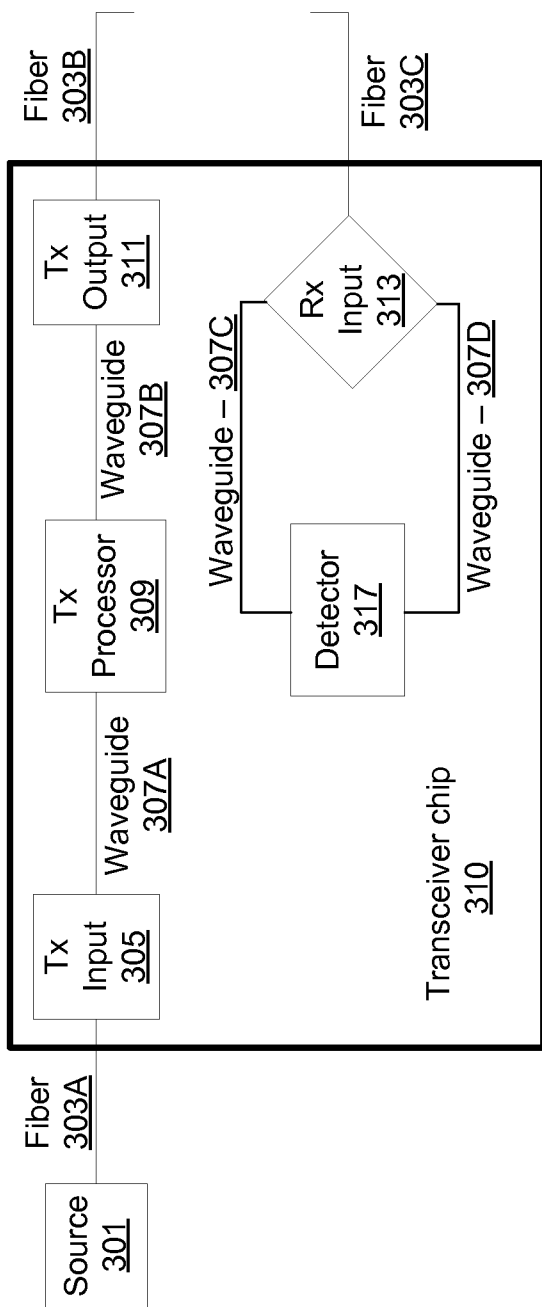 Source
301
Fiber
303A
Tx
Input
305
Waveguide
307A
Tx
Processor
309
Waveguide
307B
Tx
Output
311
Fiber
303B
Transceiver chip
310
Detector
317
Waveguide – 307C
Waveguide – 307D
Rx
Input
313
Fiber
303C